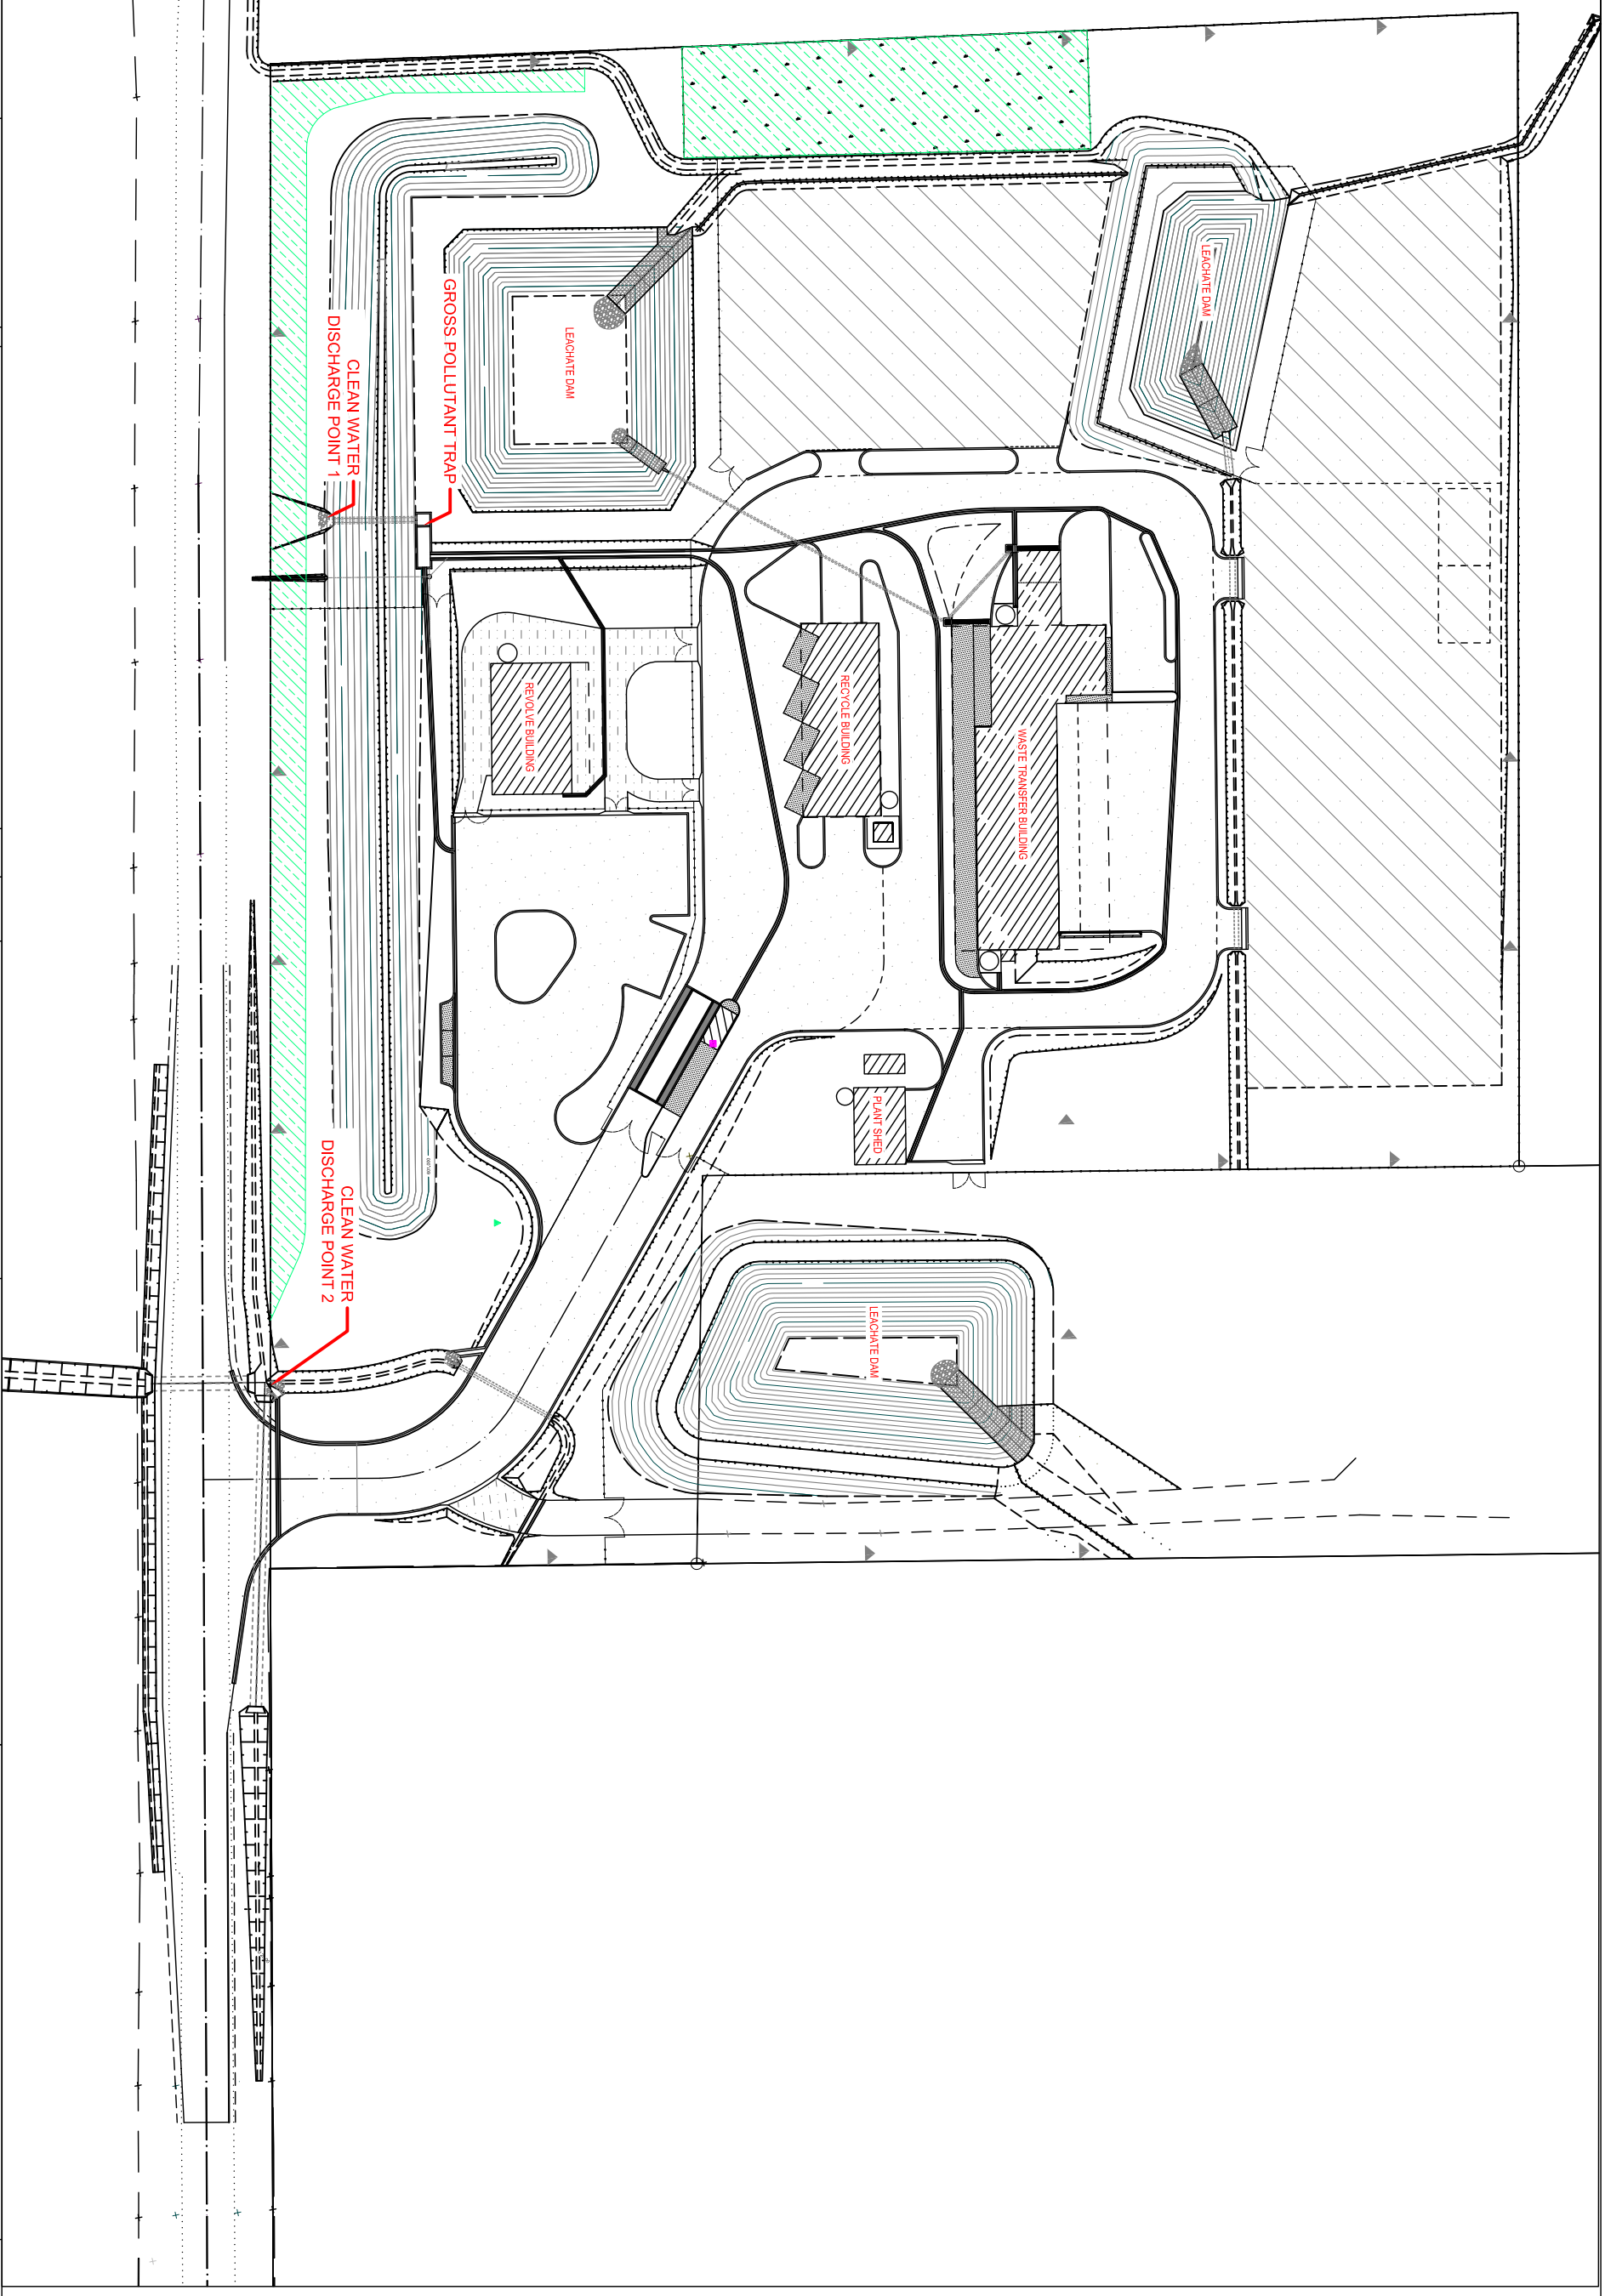 LEACHATE DAM
WASTE TRANSFER BUILDING
PLANT SHED
RECYCLE BUILDING
LEACHATE DAM
LEACHATE DAM
REVOLVE BUILDING
GROSS POLLUTANT TRAP
CLEAN WATER
DISCHARGE POINT 1
CLEAN WATER
DISCHARGE POINT 2